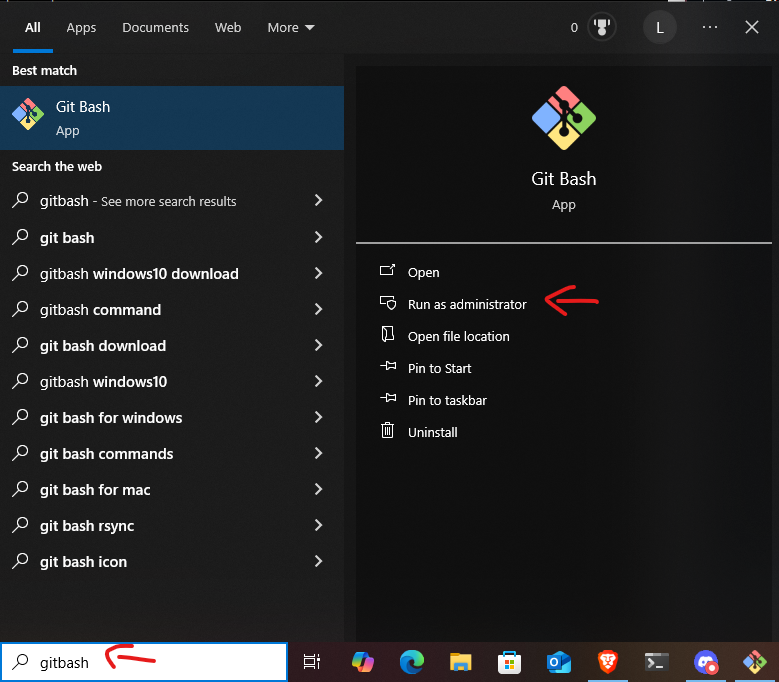 All Apps Documents Web More 0 L
Best match
Git Bash
App
Search the web
gitbash - See more search results
git bash
gitbash windows10 download
gitbash command
git bash download
gitbash windows10
git bash for windows
git bash commands
git bash for mac
git bash rsync
git bash icon
Git Bash
App
Open
Run as administrator
Open file location
Pin to Start
Pin to taskbar
Uninstall
gitbash